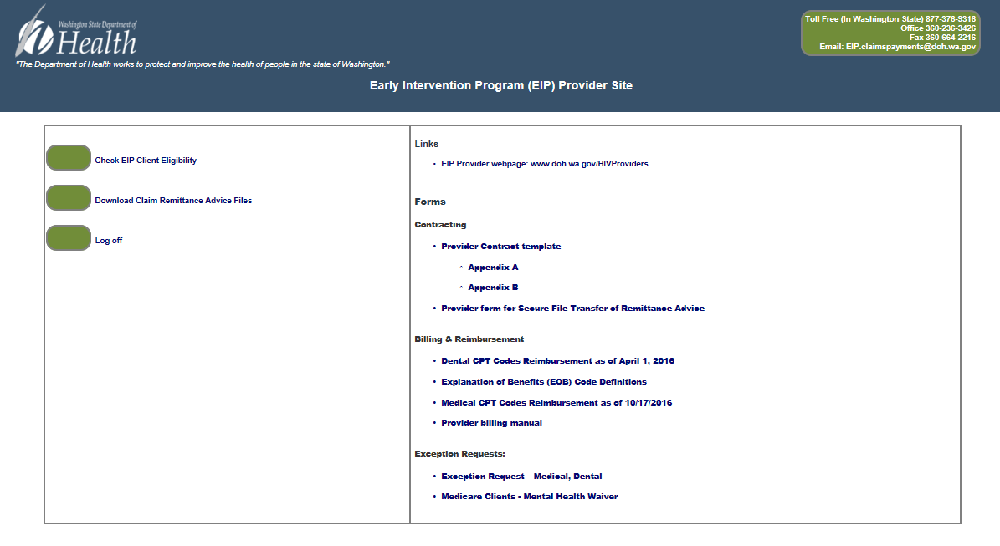 Washington State Department of
Health
"The Department of Health works to protect and improve the health of people in the state of Washington."
Toll Free (In Washington State) 877-376-9316
Office 360-236-3426
Fax 360-664-2216
Email: EIP.claimspayments@doh.wa.gov
Early Intervention Program (EIP) Provider Site
Check EIP Client Eligibility
Download Claim Remittance Advice Files
Log off
Links
• EIP Provider webpage: www.doh.wa.gov/HIVProviders
Forms
Contracting
• Provider Contract template
◦ Appendix A
◦ Appendix B
• Provider form for Secure File Transfer of Remittance Advice
Billing & Reimbursement
• Dental CPT Codes Reimbursement as of April 1, 2016
• Explanation of Benefits (EOB) Code Definitions
• Medical CPT Codes Reimbursement as of 10/17/2016
• Provider billing manual
Exception Requests:
• Exception Request – Medical, Dental
• Medicare Clients - Mental Health Waiver